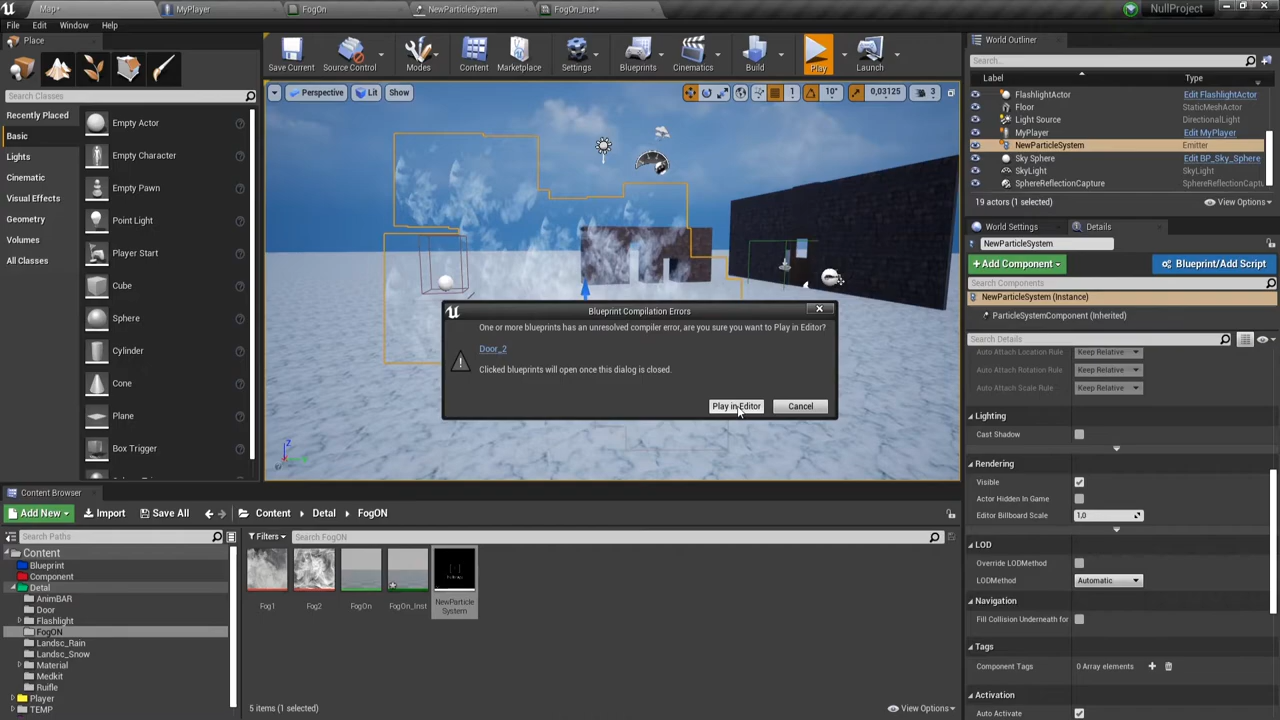 Map*
MyPlayer
FogOn
NewParticleSystem
FogOn_Inst*
NullProject
File Edit Window Help
Place
Search Classes
Recently Placed
Basic
Lights
Cinematic
Visual Effects
Geometry
Volumes
All Classes
Empty Actor
Empty Character
Empty Pawn
Point Light
Player Start
Cube
Sphere
Cylinder
Cone
Plane
Box Trigger
Save Current
Source Control
Modes
Content
Marketplace
Settings
Blueprints
Cinematics
Build
Play
Launch
Perspective Lit Show
1
10°
0,03125
3
Blueprint Compilation Errors
One or more blueprints has an unresolved compiler error, are you sure you want to Play in Editor?
Door_2
Clicked blueprints will open once this dialog is closed.
Play in Editor
Cancel
World Outliner
Search...
Label Type
FlashlightActor Edit FlashlightActor
Floor StaticMeshActor
Light Source DirectionalLight
MyPlayer Edit MyPlayer
NewParticleSystem Emitter
Sky Sphere Edit BP_Sky_Sphere
SkyLight SkyLight
SphereReflectionCapture SphereReflectionCapture
19 actors (1 selected)
View Options
World Settings
Details
NewParticleSystem
Add Component
Blueprint/Add Script
Search Components
NewParticleSystem (Instance)
ParticleSystemComponent (Inherited)
Search Details
Auto Attach Location Rule Keep Relative
Auto Attach Rotation Rule Keep Relative
Auto Attach Scale Rule Keep Relative
Lighting
Cast Shadow
Rendering
Visible
Actor Hidden In Game
Editor Billboard Scale 1,0
LOD
Override LODMethod
LODMethod Automatic
Navigation
Fill Collision Underneath for
Tags
Component Tags 0 Array elements
Activation
Auto Activate
Content Browser
Add New
Import
Save All
Content
Detal
FogON
Search Paths
Filters
Search FogON
Content
Blueprint
Component
Detal
AnimBAR
Door
Flashlight
FogON
Landsc_Rain
Landsc_Snow
Material
Medkit
Ruifle
Player
TEMP
Fog1
Fog2
FogOn
FogOn_Inst
NewParticle
System
5 items (1 selected)
View Options